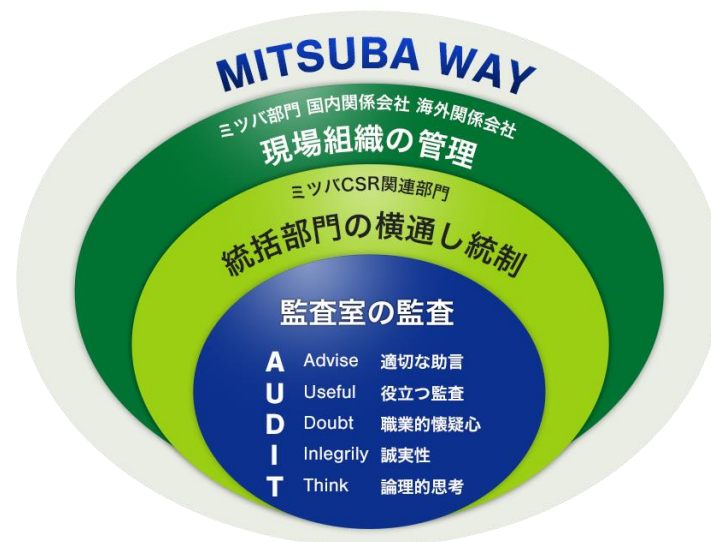 MITSUBA WAY
ミツバ部門 国内関係会社 海外関係会社
現場組織の管理
ミツバCSR関連部門
統括部門の横通し統制
監査室の監査
A Advise 適切な助言
U Useful 役立つ監査
D Doubt 職業的懐疑心
I Inlegrily 誠実性
T Think 論理的思考